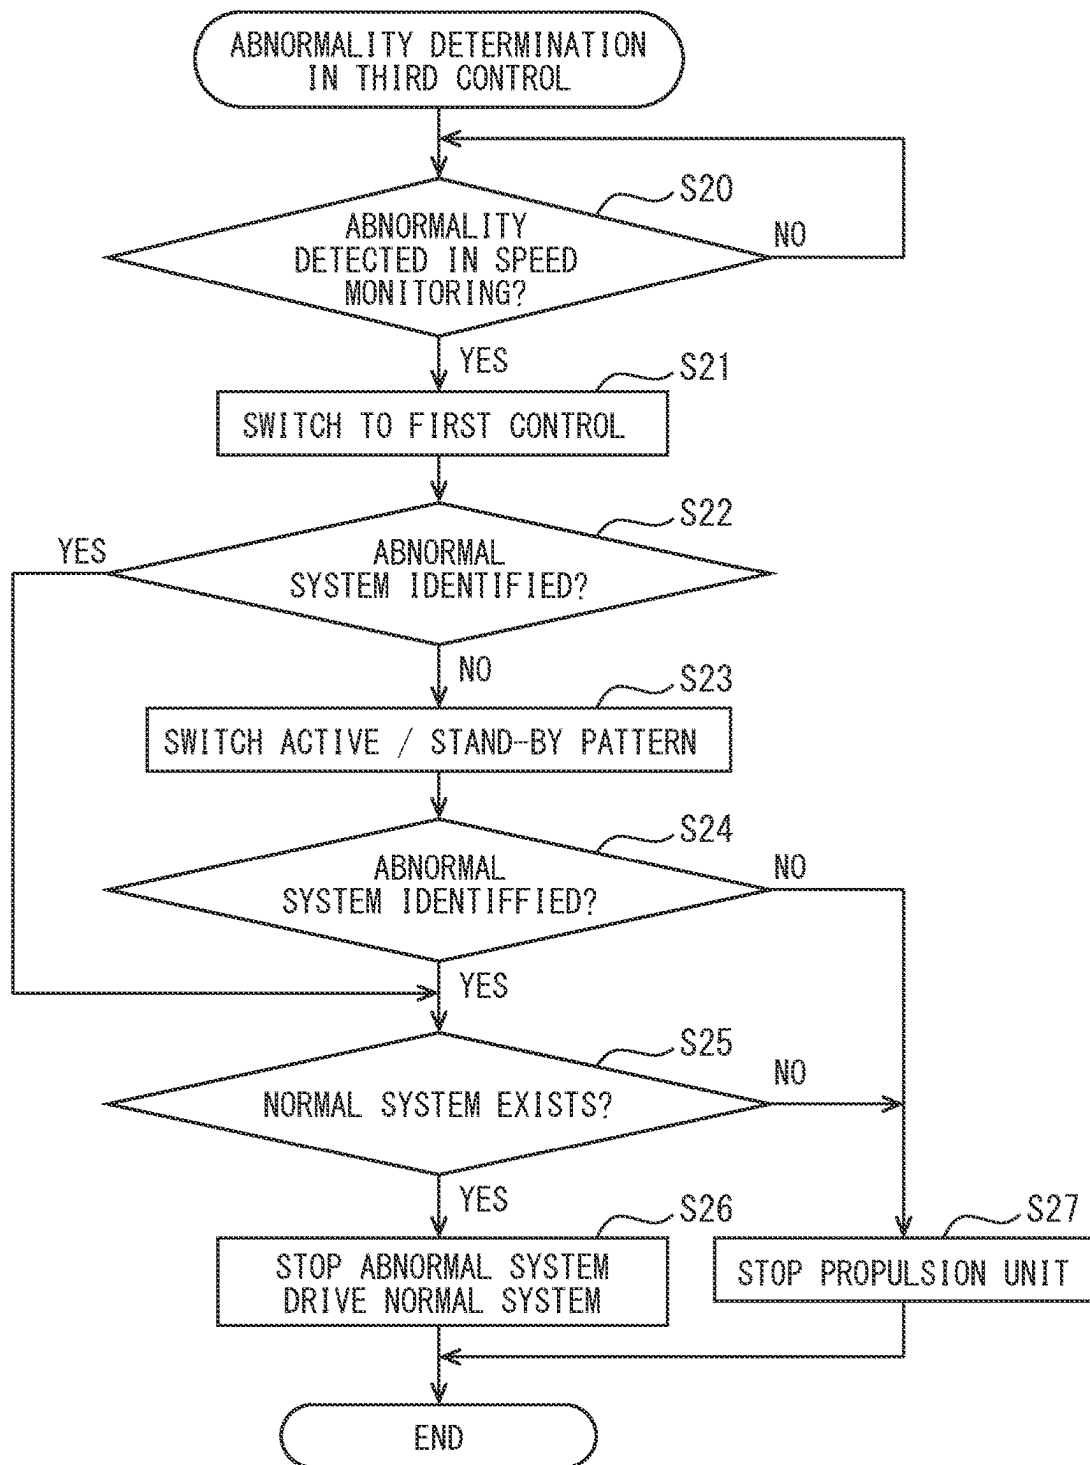 ABNORMALITY DETERMINATION
IN THIRD CONTROL
S20
ABNORMALITY
DETECTED IN SPEED
MONITORING?
NO
YES
S21
SWITCH TO FIRST CONTROL
S22
YES
ABNORMAL
SYSTEM IDENTIFIED?
NO
S23
SWITCH ACTIVE / STAND-BY PATTERN
S24
ABNORMAL
SYSTEM IDENTIFFIED?
NO
YES
S25
NORMAL SYSTEM EXISTS?
NO
YES
S26
STOP ABNORMAL SYSTEM
DRIVE NORMAL SYSTEM
S27
STOP PROPULSION UNIT
END